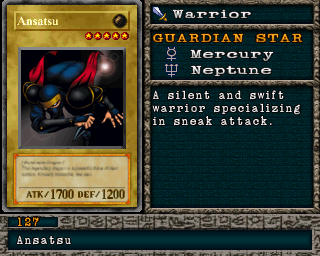 Ansatsu
ATK/1700 DEF/1200
Warrior
GUARDIAN STAR
Mercury
Neptune
A silent and swift
warrior specializing
in sneak attack.
127
Ansatsu